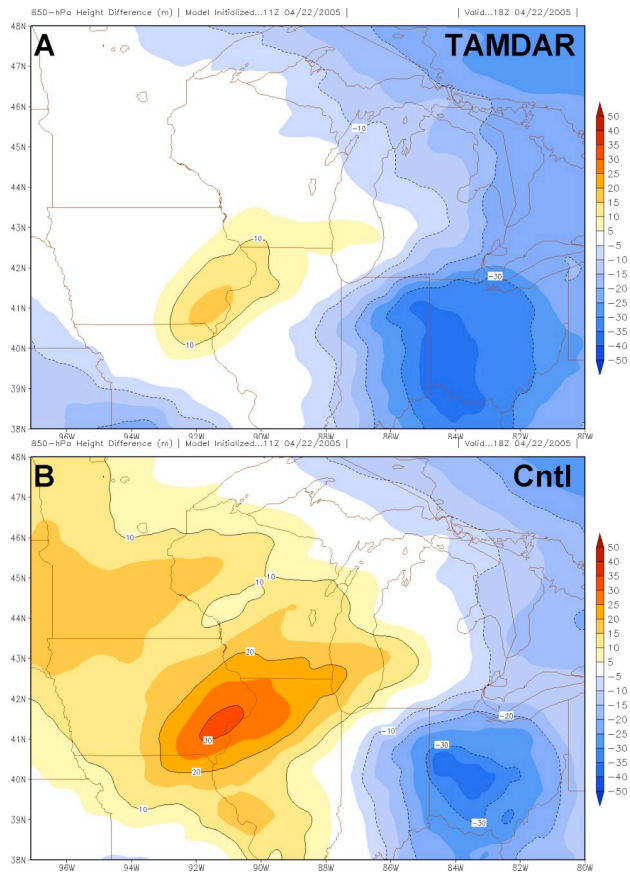 850-hPa Height Difference (m) | Model Initialized...11Z 04/22/2005 | | Valid...18Z 04/22/2005 |
A
TAMDAR
48N
47N
46N
45N
44N
43N
42N
41N
40N
39N
38N
-10
10
-30
10
50
40
35
30
25
20
15
10
5
-5
-10
-15
-20
-25
-30
-35
-40
-50
96W 94W 92W 90W 88W 86W 84W 82W 80W
850-hPa Height Difference (m) | Model Initialized...11Z 04/22/2005 | | Valid...18Z 04/22/2005 |
B
Cntl
48N
47N
46N
45N
44N
43N
42N
41N
40N
39N
38N
10
10 10
20
-20
-10
30
-30
20
10
-30
50
40
35
30
25
20
15
10
5
-5
-10
-15
-20
-25
-30
-35
-40
-50
96W 94W 92W 90W 88W 86W 84W 82W 80W